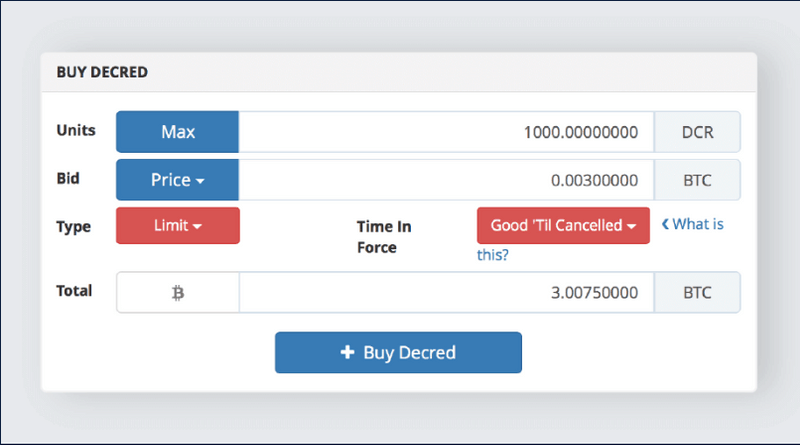 BUY DECRED
Units Max 1000.00000000 DCR
Bid Price 0.00300000 BTC
Type Limit Time In Force Good 'Til Cancelled What is this?
Total 3.00750000 BTC
Buy Decred